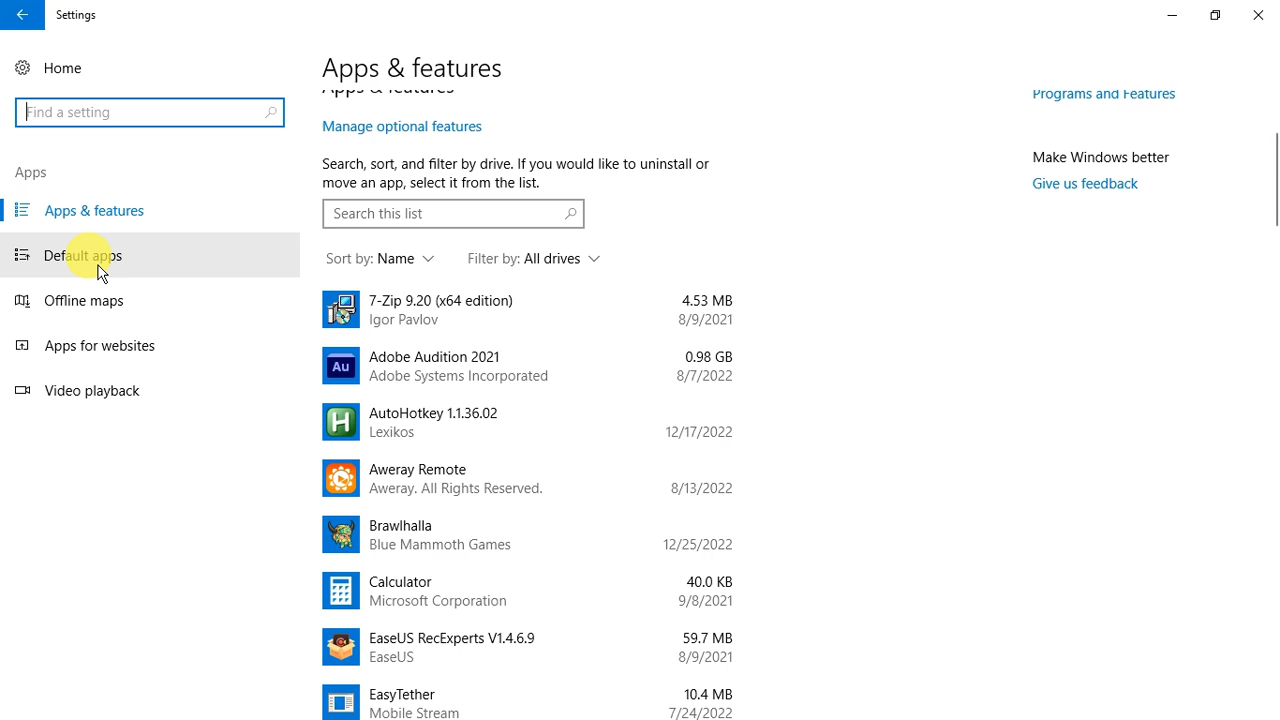 Settings
Home
Find a setting
Apps
Apps & features
Default apps
Offline maps
Apps for websites
Video playback
Apps & features
Apps & features
Manage optional features
Search, sort, and filter by drive. If you would like to uninstall or
move an app, select it from the list.
Search this list
Sort by: Name Filter by: All drives
7-Zip 9.20 (x64 edition) 4.53 MB
Igor Pavlov 8/9/2021
Au
Adobe Audition 2021 0.98 GB
Adobe Systems Incorporated 8/7/2022
H
AutoHotkey 1.1.36.02
Lexikos 12/17/2022
Aweray Remote
Aweray. All Rights Reserved. 8/13/2022
Brawlhalla
Blue Mammoth Games 12/25/2022
Calculator 40.0 KB
Microsoft Corporation 9/8/2021
EaseUS RecExperts V1.4.6.9 59.7 MB
EaseUS 8/9/2021
EasyTether 10.4 MB
Mobile Stream 7/24/2022
Programs and Features
Make Windows better
Give us feedback